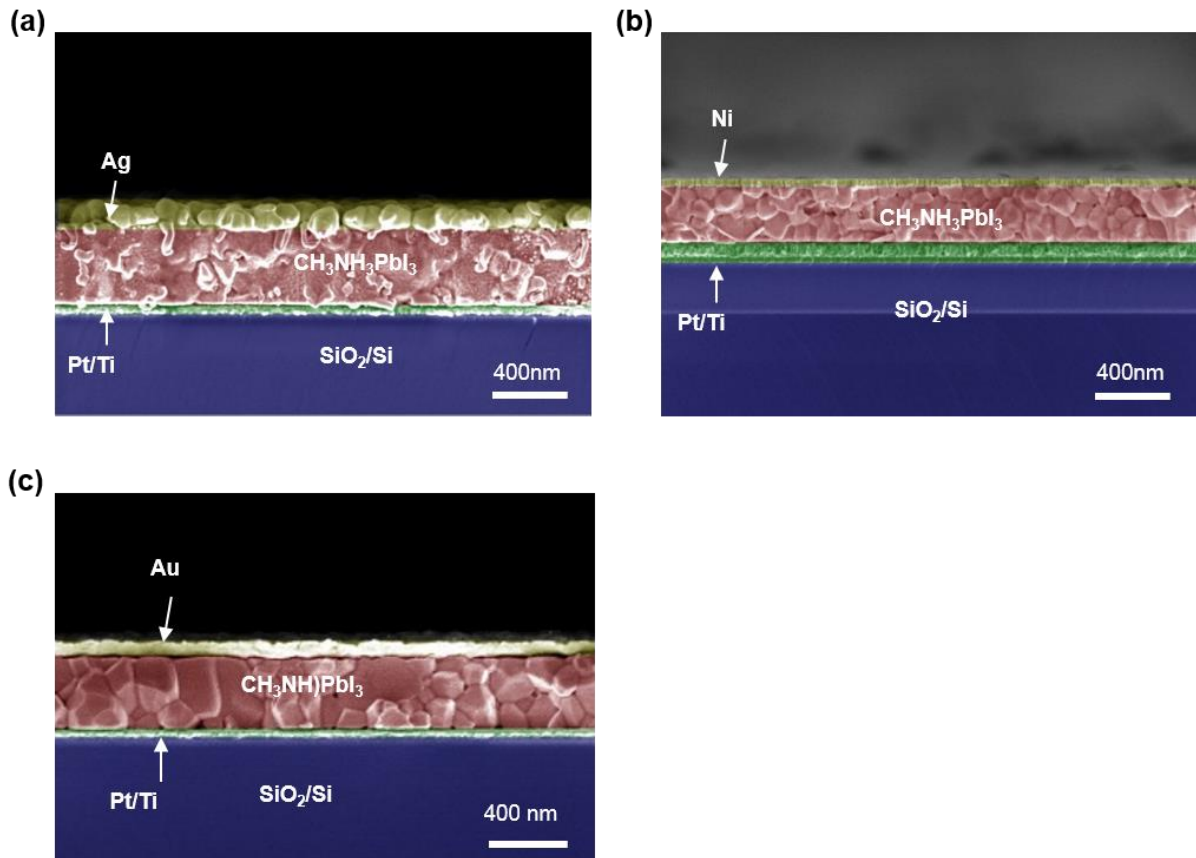 (a)
Ag
CH₃NH₃PbI₃
Pt/Ti
SiO₂/Si
400nm
(b)
Ni
CH₃NH₃PbI₃
Pt/Ti
SiO₂/Si
400nm
(c)
Au
CH₃NH)PbI₃
Pt/Ti
SiO₂/Si
400 nm